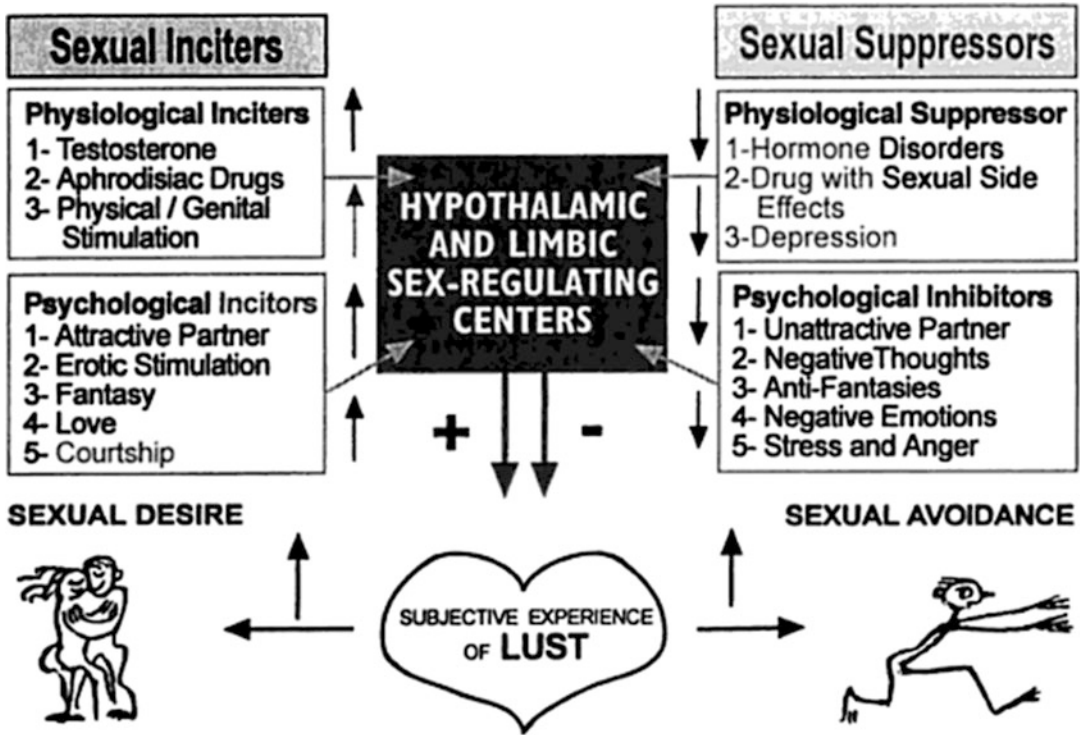 Sexual Inciters
Physiological Inciters
1- Testosterone
2- Aphrodisiac Drugs
3- Physical / Genital
Stimulation
Psychological Incitors
1- Attractive Partner
2- Erotic Stimulation
3- Fantasy
4- Love
5- Courtship
HYPOTHALAMIC
AND LIMBIC
SEX-REGULATING
CENTERS
+
-
Sexual Suppressors
Physiological Suppressor
1-Hormone Disorders
2-Drug with Sexual Side
Effects
3-Depression
Psychological Inhibitors
1- Unattractive Partner
2- NegativeThoughts
3- Anti-Fantasies
4- Negative Emotions
5- Stress and Anger
SEXUAL DESIRE
SUBJECTIVE EXPERIENCE
OF LUST
SEXUAL AVOIDANCE